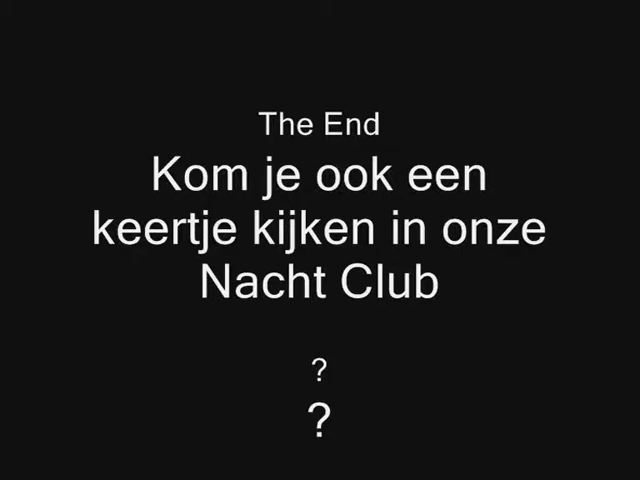 The End
Kom je ook een
keertje kijken in onze
Nacht Club
?
?